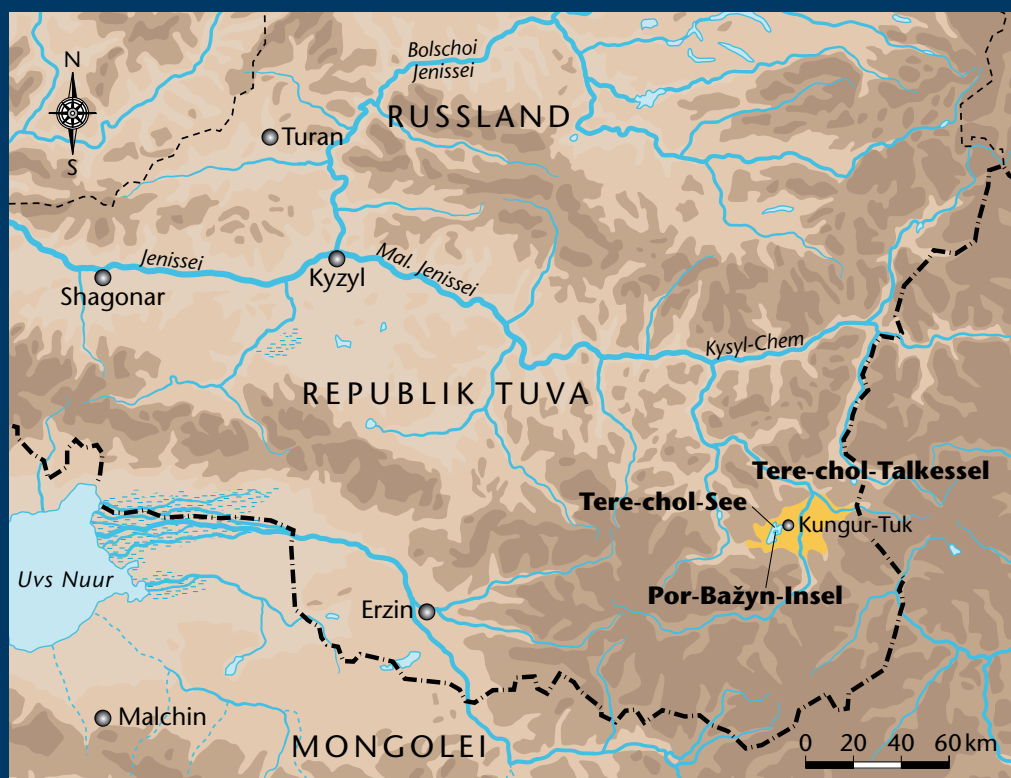 N
S
Bolschoi
Jenissei
RUSSLAND
Turan
Jenissei
Kyzyl
Mal. Jenissei
Shagonar
Kysyl-Chem
REPUBLIK TUVA
Tere-chol-Talkessel
Tere-chol-See
Kungur-Tuk
Uvs Nuur
Por-Bažyn-Insel
Erzin
Malchin
MONGOLEI
0 20 40 60 km